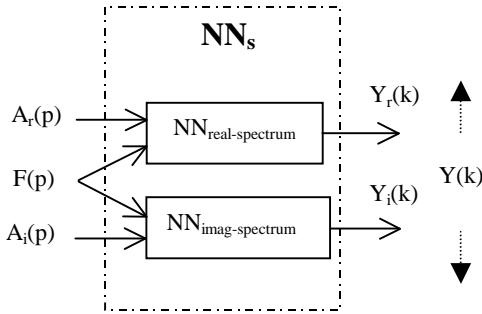 NNs
Ar(p)
NNreal-spectrum
Yr(k)
F(p)
Y(k)
Ai(p)
NNimag-spectrum
Yi(k)